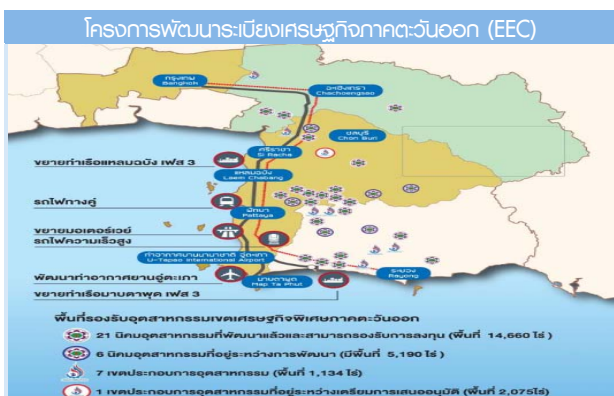 โครงการพัฒนาระเบียงเศรษฐกิจภาคตะวันออก (EEC)
กรุงเทพ
Bangkok
ฉะเชิงเทรา
Chachoengsao
ชลบุรี
Chon Buri
ศรีราชา
Si Racha
ขยายท่าเรือแหลมฉบัง เฟส 3
แหลมฉบัง
Laem Chabang
รถไฟทางคู่
พัทยา
Pattaya
ขยายมอเตอร์เวย์
รถไฟความเร็วสูง
ท่าอากาศยานนานาชาติ อู่ตะเภา
U-Tapao International Airport
ระยอง
Rayong
พัฒนาท่าอากาศยานอู่ตะเภา
มาบตาพุด
Map Ta Phut
ขยายท่าเรือมาบตาพุด เฟส 3
พื้นที่รองรับอุตสาหกรรมเขตเศรษฐกิจพิเศษภาคตะวันออก
21 นิคมอุตสาหกรรมที่พัฒนาแล้วและสามารถรองรับการลงทุน (พื้นที่ 14,660 ไร่ )
6 นิคมอุตสาหกรรมที่อยู่ระหว่างการพัฒนา (มีพื้นที่ 5,190 ไร่ )
7 เขตประกอบการอุตสาหกรรม (พื้นที่ 1,134 ไร่)
1 เขตประกอบการอุตสาหกรรมที่อยู่ระหว่างเตรียมการเสนออนุมัติ (พื้นที่ 2,075ไร่)